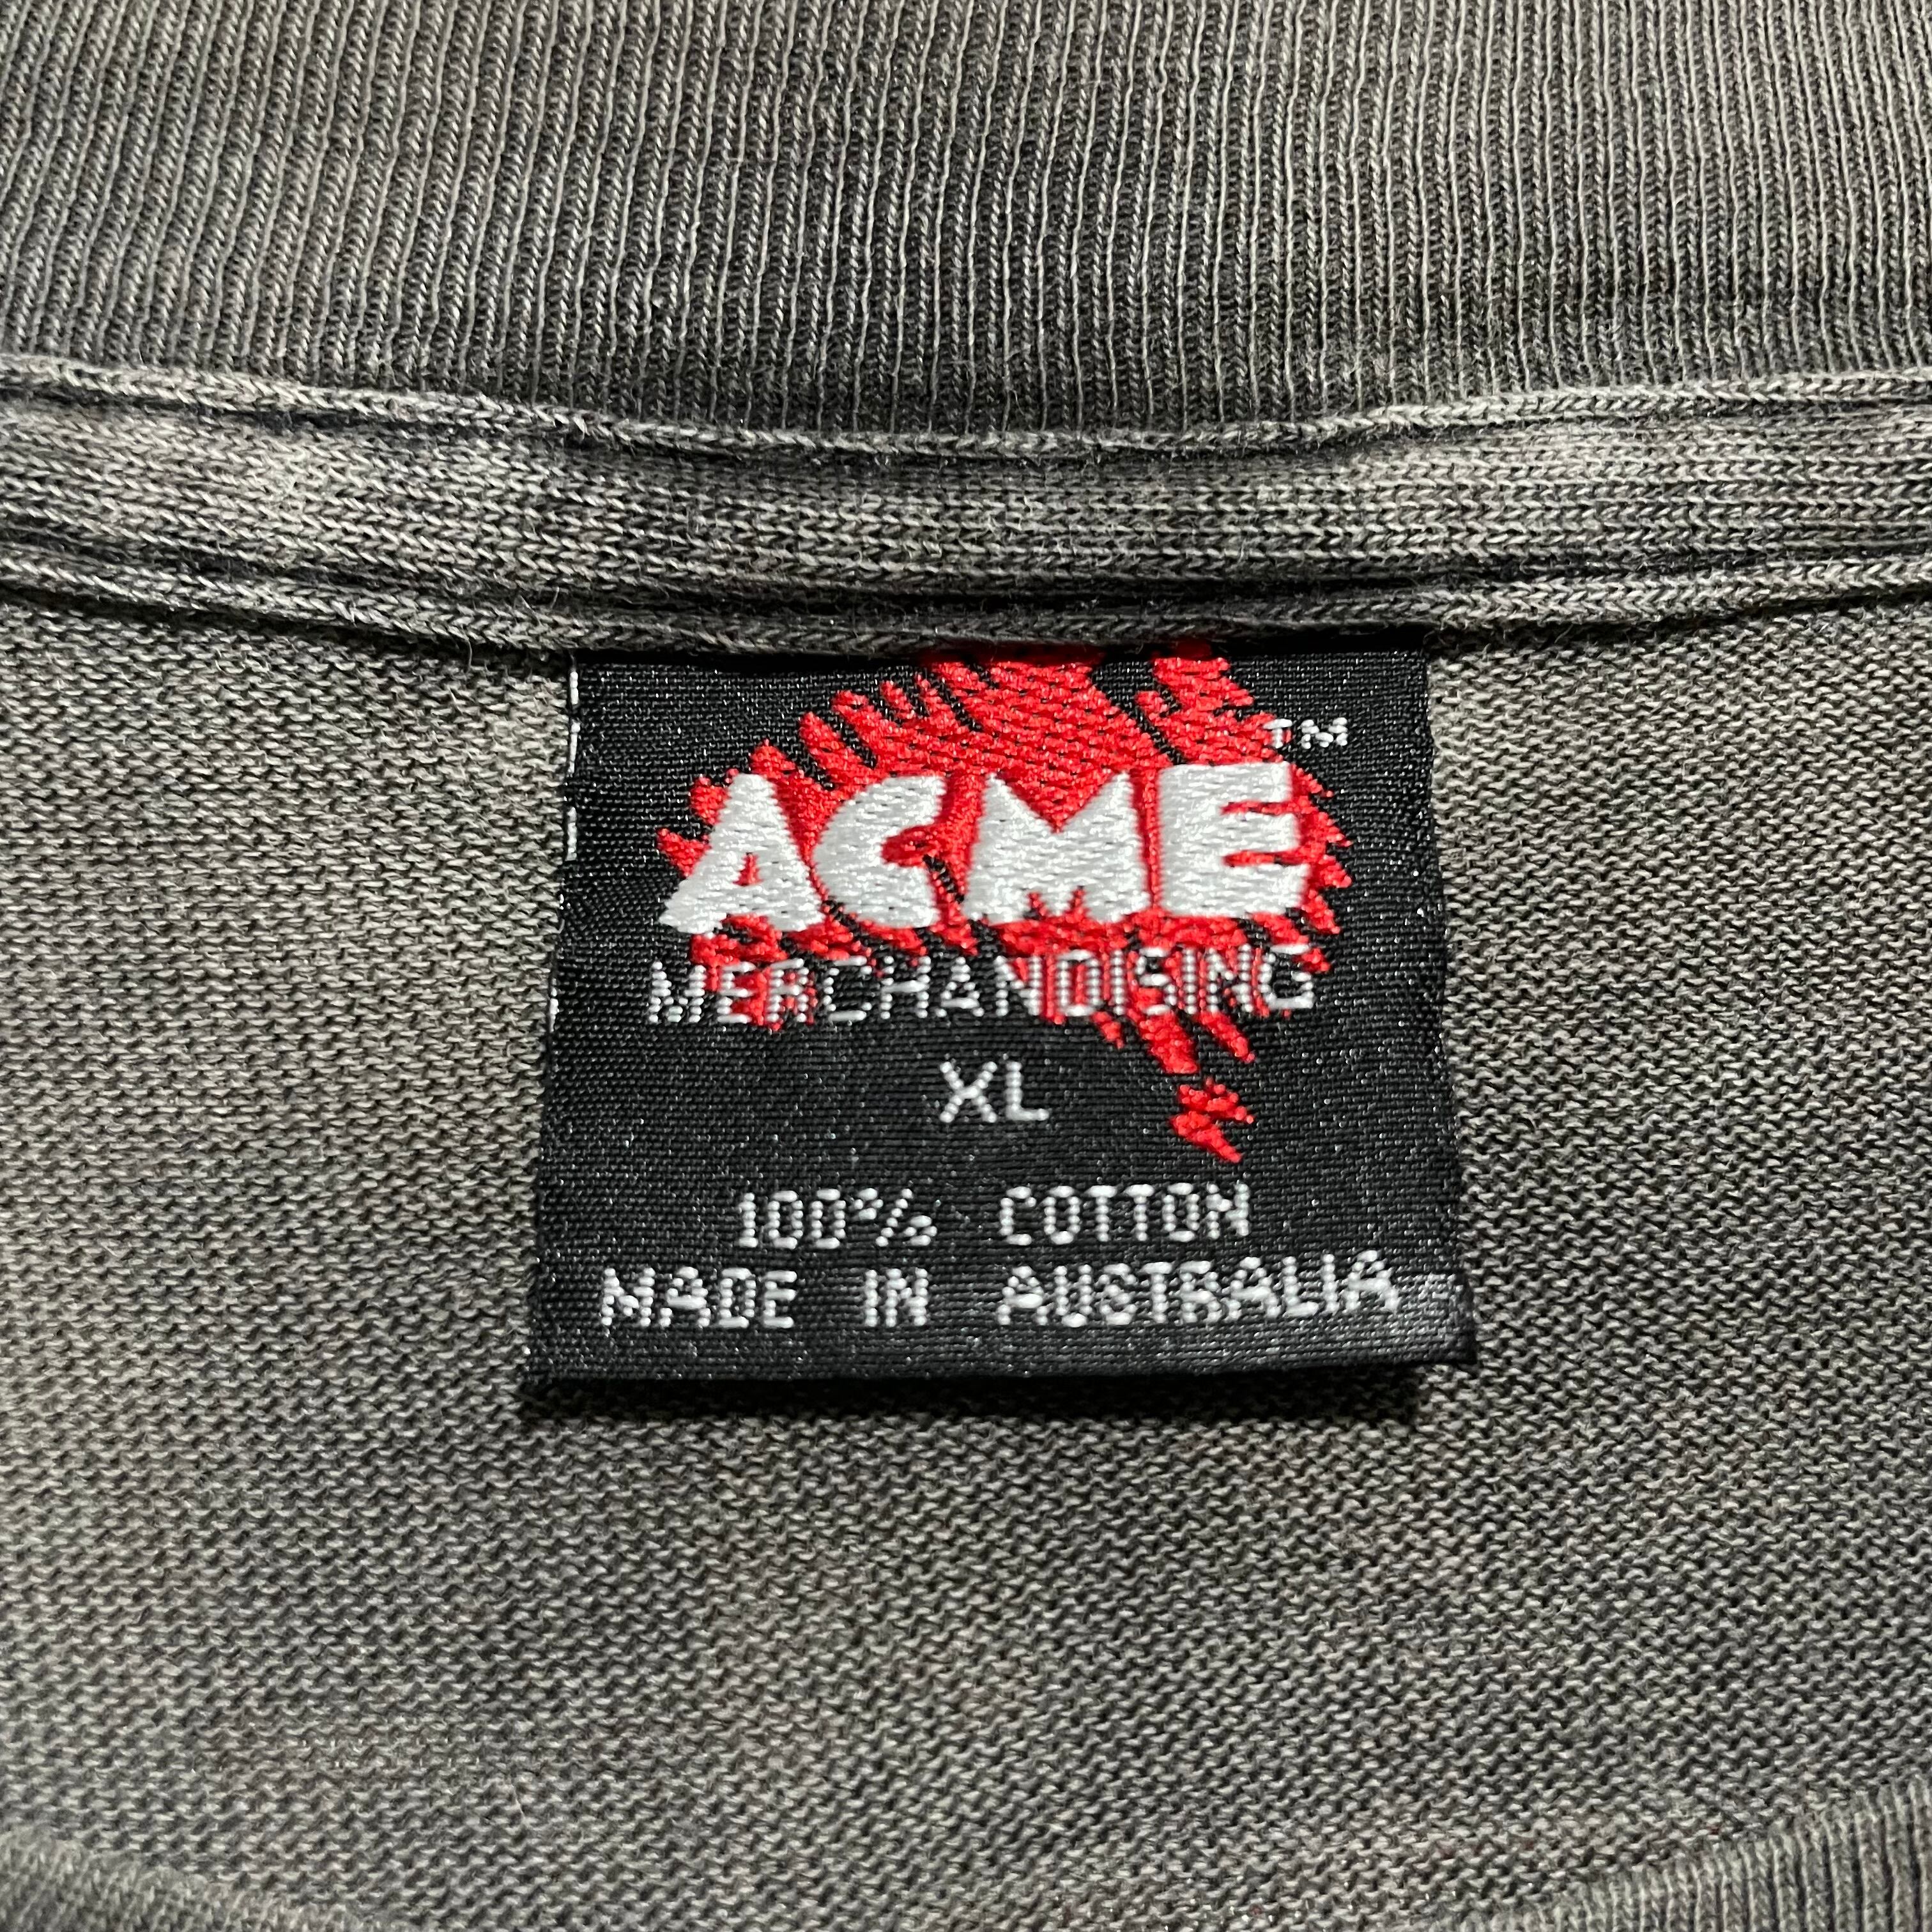 TM
ACME
MERCHANDISING
XL
100% COTTON
MADE IN AUSTRALIA